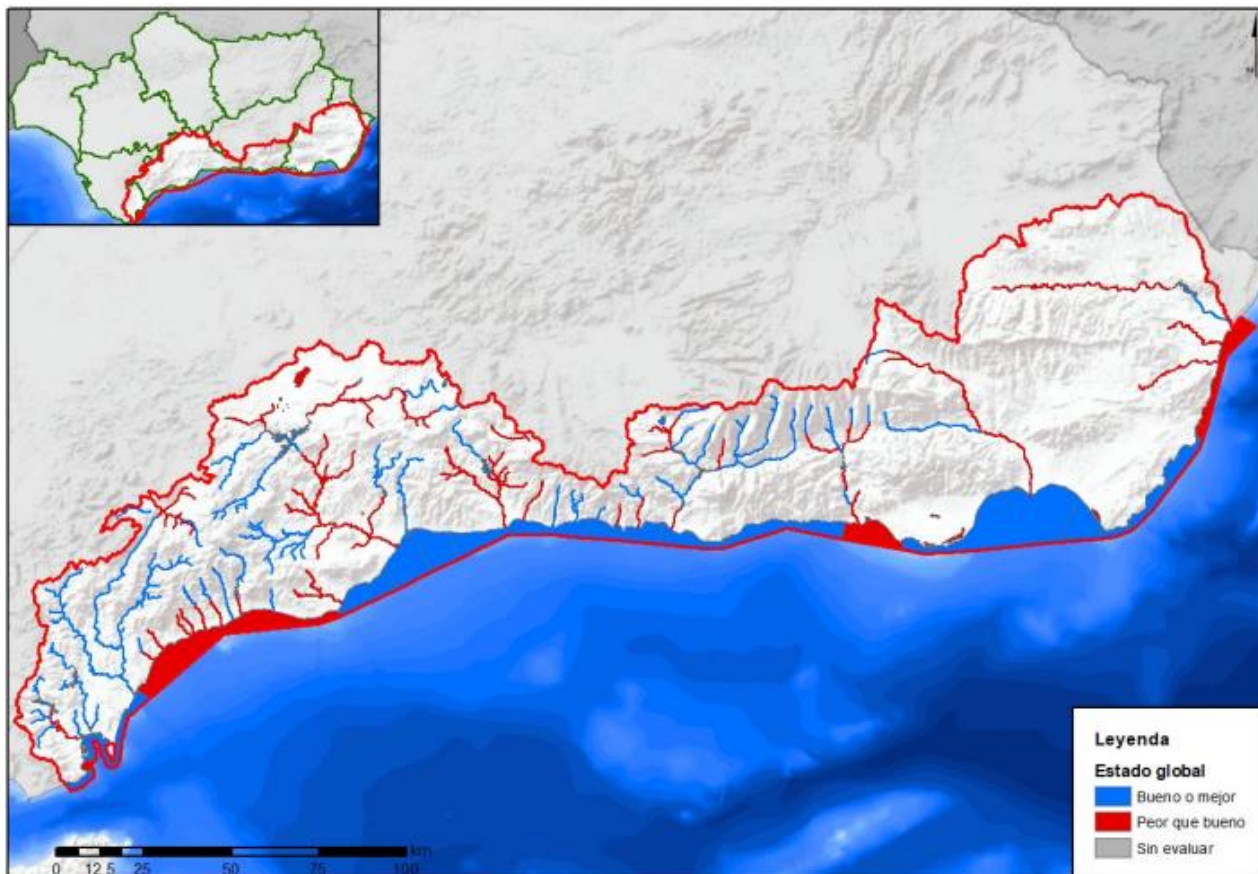 Leyenda
Estado global
Bueno o mejor
Peor que bueno
Sin evaluar
km
0 12,5 25 50 75 100